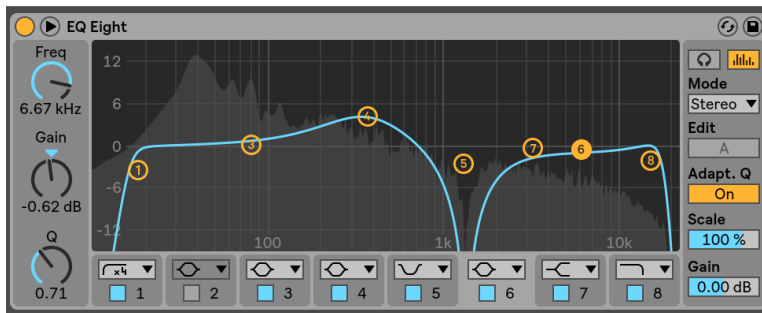 EQ Eight
Freq
6.67 kHz
Gain
-0.62 dB
Q
0.71
12
6
0
-6
-12
100
1k
10k
1
3
4
5
7
6
8
Mode
Stereo
Edit
A
Adapt. Q
On
Scale
100 %
Gain
0.00 dB
x4
1
2
3
4
5
6
7
8